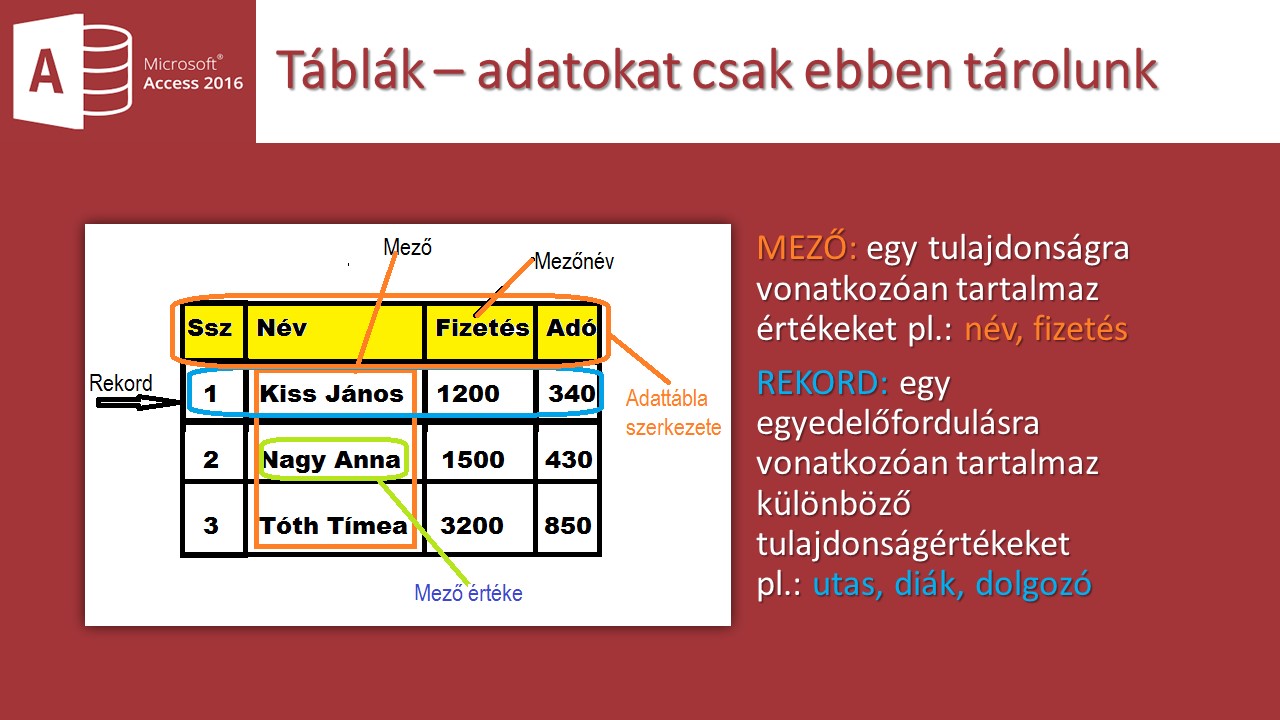 A
Microsoft®
Access 2016
Táblák – adatokat csak ebben tárolunk
Mező
Mezőnév
Ssz Név Fizetés Adó
Rekord
1 Kiss János 1200 340
Adattábla
szerkezete
2 Nagy Anna 1500 430
3 Tóth Tímea 3200 850
Mező értéke
MEZŐ: egy tulajdonságra
vonatkozóan tartalmaz
értékeket pl.: név, fizetés
REKORD: egy
egyedelőfordulásra
vonatkozóan tartalmaz
különböző
tulajdonságértékeket
pl.: utas, diák, dolgozó